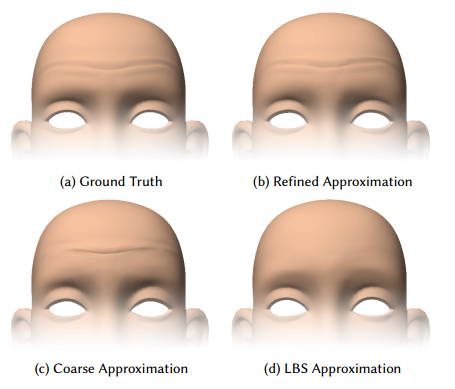 (a) Ground Truth
(b) Refined Approximation
(c) Coarse Approximation
(d) LBS Approximation